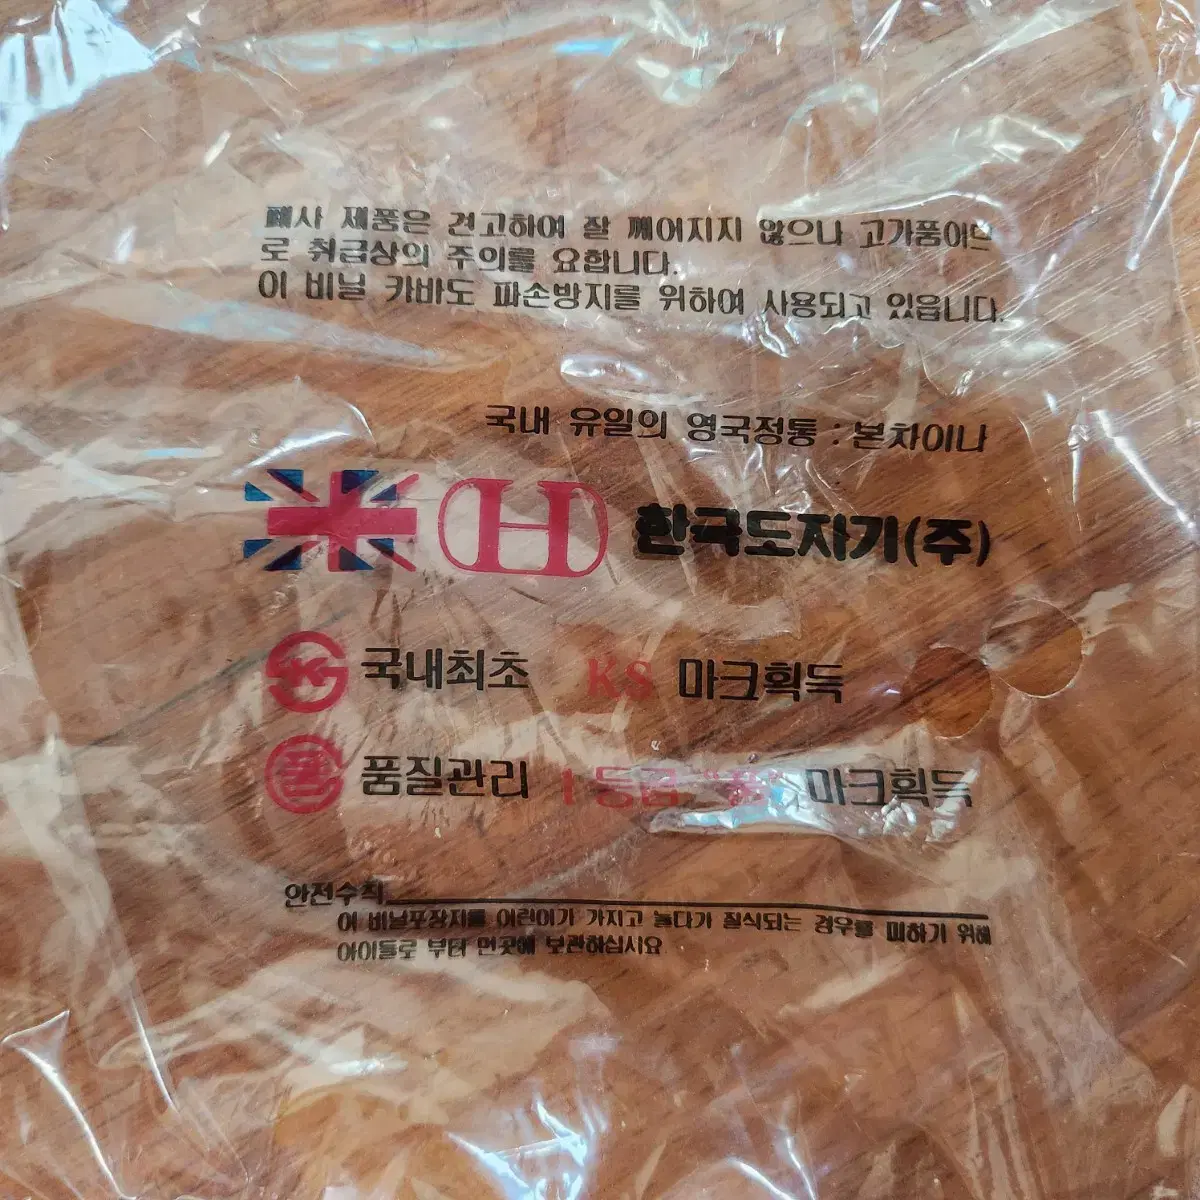 폐사 제품은 견고하여 잘 깨어지지 않으나 고가품이므
로 취급상의 주의를 요합니다.
이 비닐 카바도 파손방지를 위하여 사용되고 있읍니다.
국내 유일의 영국정통 : 본차이나
H 한국도자기(주)
K 국내최초 KS 마크획득
품 품질관리 1등급 "품" 마크획득
안전수칙
이 비닐포장지를 어린이가 가지고 놀다가 질식되는 경우를 피하기 위해
아이들로 부터 먼곳에 보관하십시요